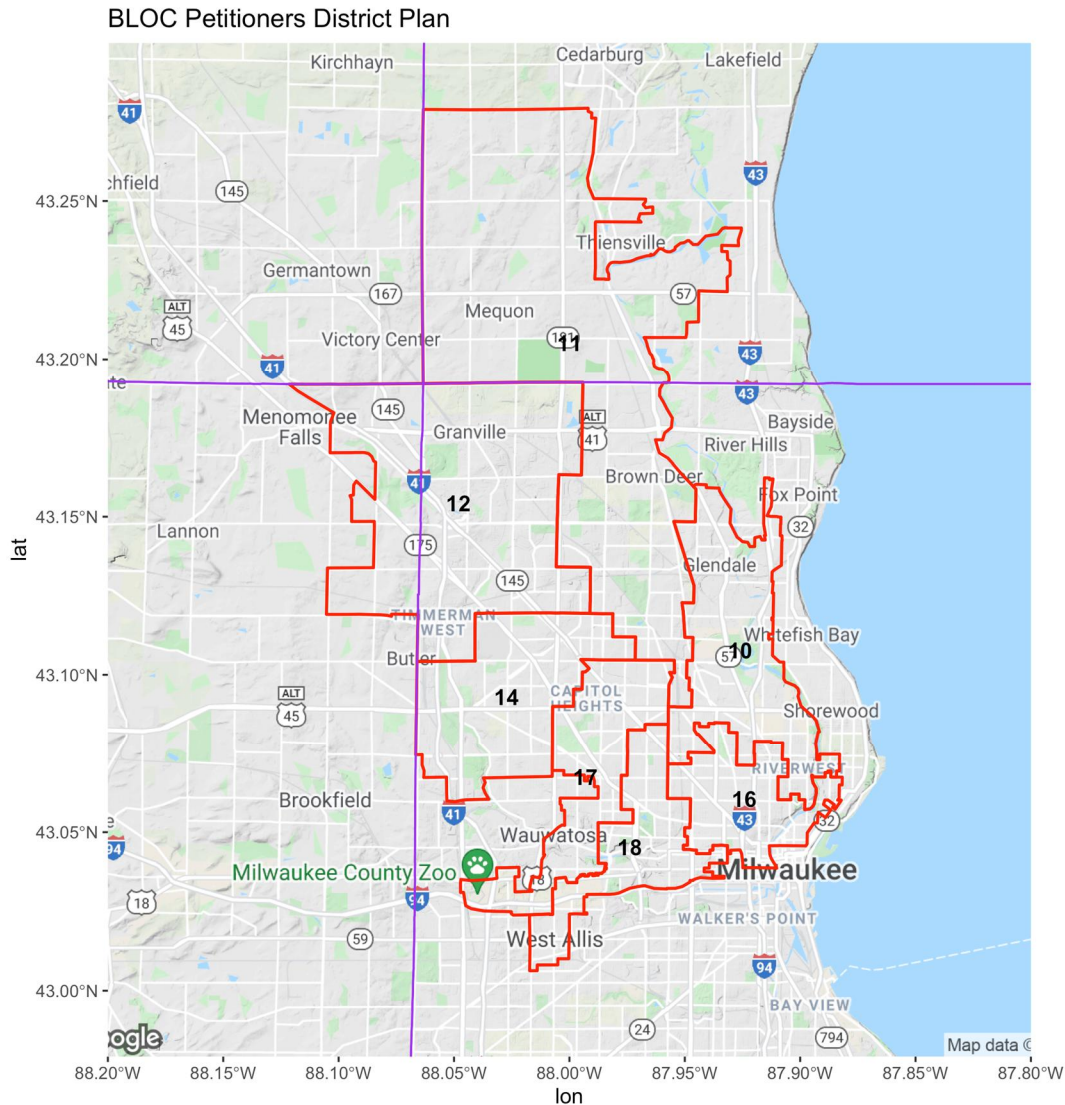 BLOC Petitioners District Plan
Kirchhayn
Cedarburg
Lakefield
41
43
chfield
145
43.25°N
Thiensville
Germantown
167
57
ALT
45
Mequon
Victory Center
181
11
43
43.20°N
41
te
43
Menomonee
Falls
145
Granville
ALT
41
Bayside
River Hills
Brown Deer
41
12
Fox Point
43.15°N
32
Lannon
175
Glendale
145
TIMMERMAN
WEST
Whitefish Bay
57
10
Butler
43.10°N
ALT
45
14
CAPITOL
HEIGHTS
Shorewood
17
RIVERWEST
Brookfield
16
41
43
32
43.05°N
e
94
Wauwatosa
18
Milwaukee County Zoo
Milwaukee
18
94
18
WALKER'S POINT
59
West Allis
94
43.00°N
BAY VIEW
24
794
ogle
Map data ©
88.20°W
88.15°W
88.10°W
88.05°W
88.00°W
87.95°W
87.90°W
87.85°W
87.80°W
lon
lat